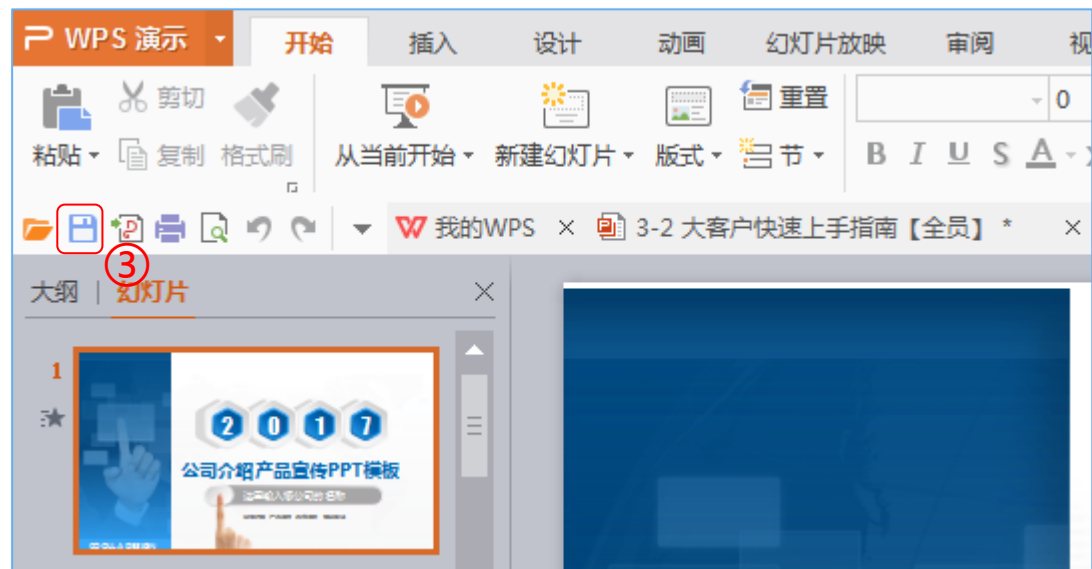 WPS 演示 开始 插入 设计 动画 幻灯片放映 审阅
剪切 重置 0
粘贴 复制 格式刷 从当前开始 新建幻灯片 版式 节 B I U S A
我的WPS × 3-2 大客户快速上手指南【全员】 * ×
③
大纲 | 幻灯片 ×
1
2017
公司介绍产品宣传PPT模板